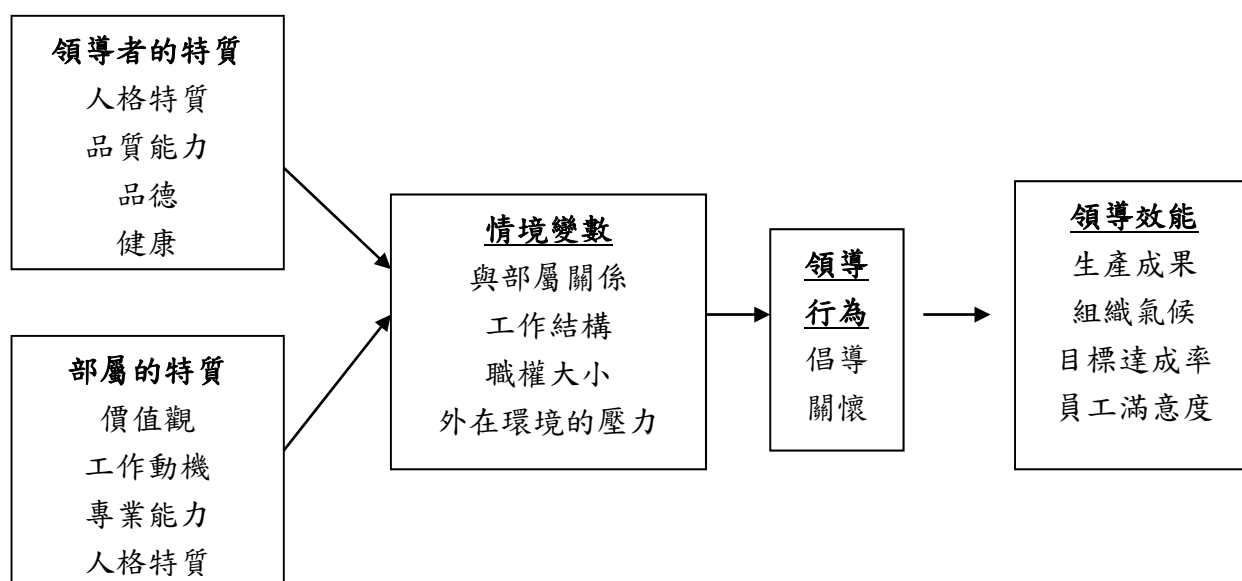 領導者的特質
人格特質
品質能力
品德
健康
部屬的特質
價值觀
工作動機
專業能力
人格特質
情境變數
與部屬關係
工作結構
職權大小
外在環境的壓力
領導
行為
倡導
關懷
領導效能
生產成果
組織氣候
目標達成率
員工滿意度